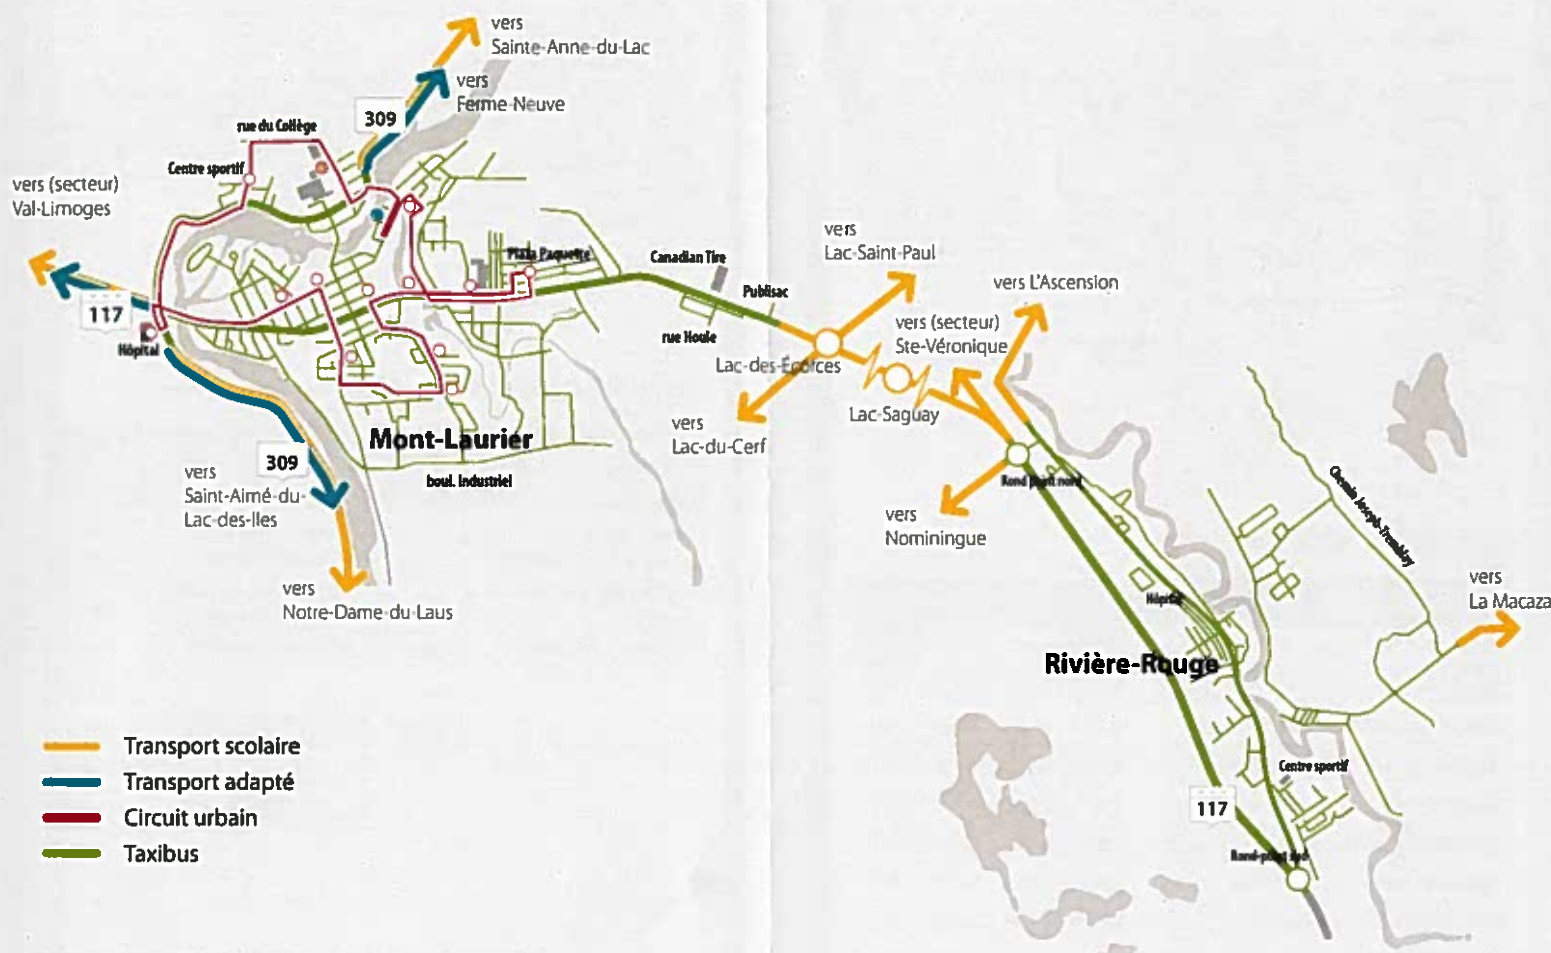 vers
Sainte-Anne-du-Lac
vers
Ferme-Neuve
309
rue du Collège
Centre sportif
vers (secteur)
Val-Limoges
117
Hôpital
Plaza Paquette
Canadian Tire
Publisac
rue Houle
vers
Lac-Saint-Paul
vers L'Ascension
vers (secteur)
Ste-Véronique
Lac-des-Écorces
Lac-Saguay
vers
Lac-du-Cerf
Mont-Laurier
boul. Industriel
309
vers
Saint-Aimé-du-
Lac-des-Iles
vers
Notre-Dame-du-Laus
Rond point nord
vers
Nominingue
Chemin Joseph-Tremblay
Hôpital
vers
La Macaza
Rivière-Rouge
Centre sportif
117
Rond-point sud
Transport scolaire
Transport adapté
Circuit urbain
Taxibus